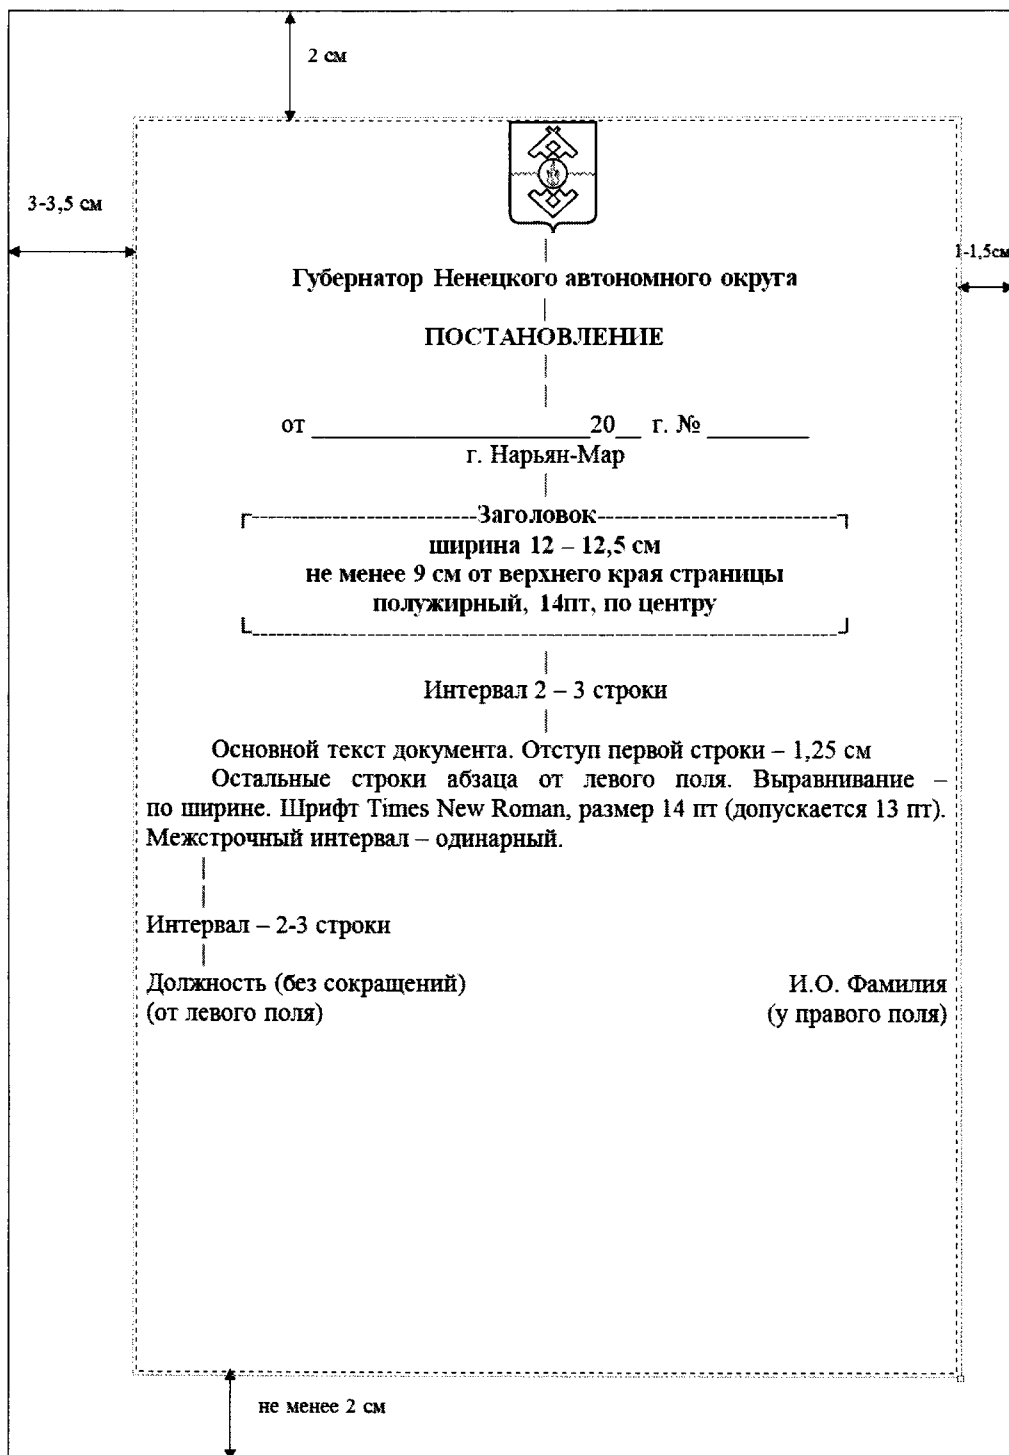 2 см
3-3,5 см
1-1,5см
Губернатор Ненецкого автономного округа
ПОСТАНОВЛЕНИЕ
от _________________________20__ г. № _________
г. Нарьян-Мар
Заголовок
ширина 12 – 12,5 см
не менее 9 см от верхнего края страницы
полужирный, 14пт, по центру
Интервал 2 – 3 строки
Основной текст документа. Отступ первой строки – 1,25 см
Остальные строки абзаца от левого поля. Выравнивание –
по ширине. Шрифт Times New Roman, размер 14 пт (допускается 13 пт).
Межстрочный интервал – одинарный.
Интервал – 2-3 строки
Должность (без сокращений) И.О. Фамилия
(от левого поля) (у правого поля)
не менее 2 см